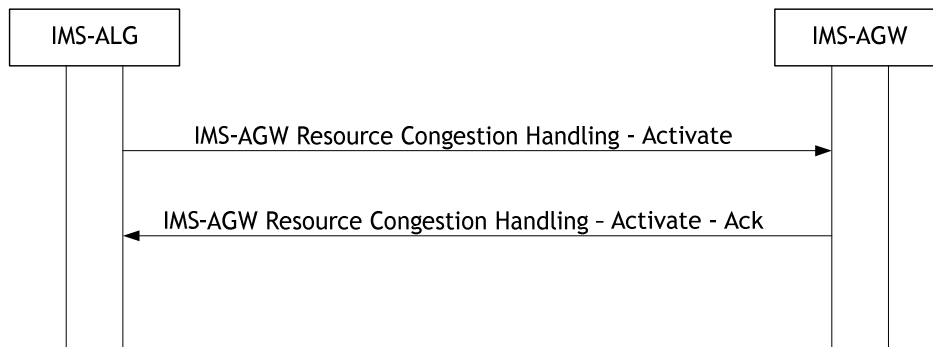 IMS-ALG
IMS-AGW
IMS-AGW Resource Congestion Handling - Activate
IMS-AGW Resource Congestion Handling – Activate - Ack